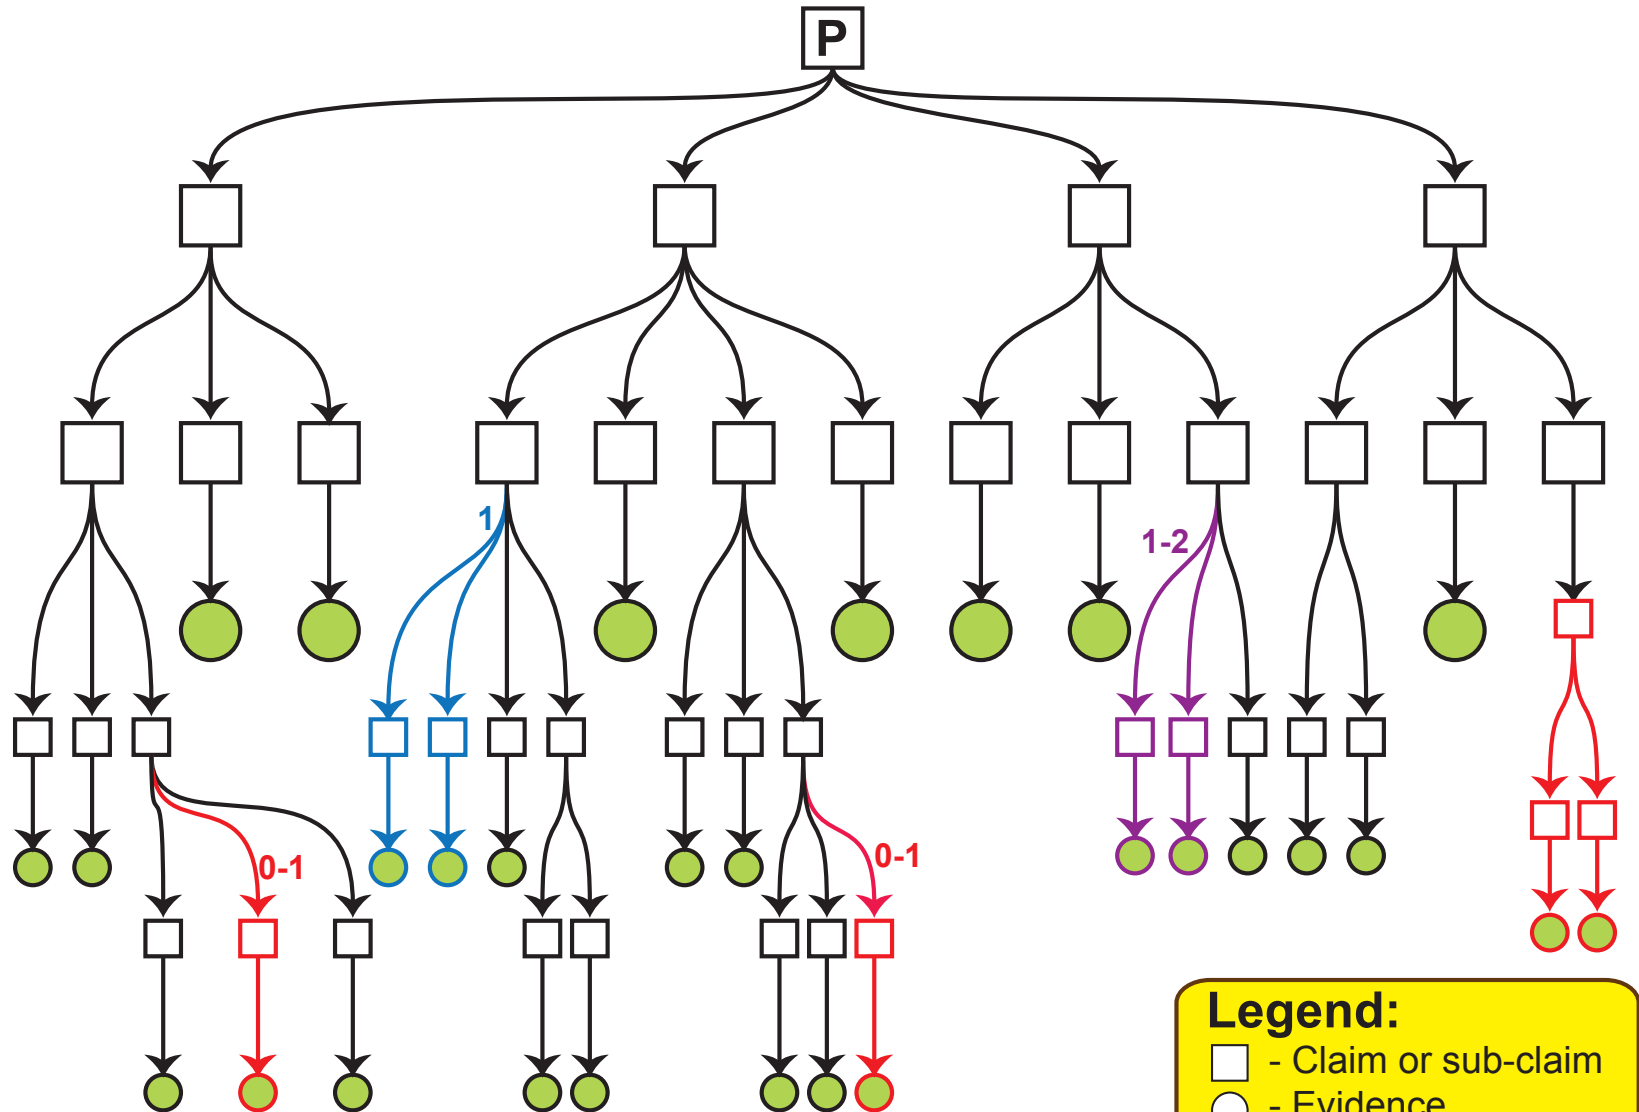 P
1
1-2
0-1
0-1
Legend:
- Claim or sub-claim
- Evidence